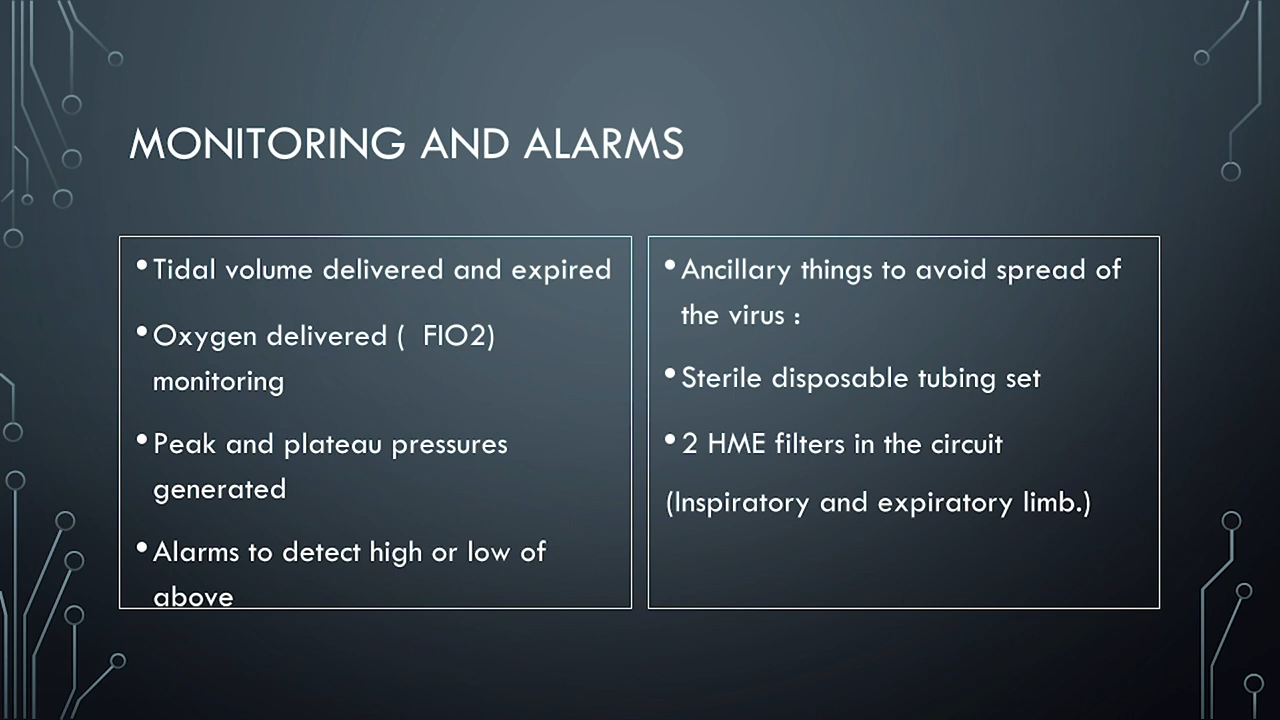 MONITORING AND ALARMS
•Tidal volume delivered and expired
•Oxygen delivered (  FIO2)
monitoring
•Peak and plateau pressures
generated
•Alarms to detect high or low of
above
•Ancillary things to avoid spread of
the virus :
•Sterile disposable tubing set
•2 HME filters in the circuit
(Inspiratory and expiratory limb.)